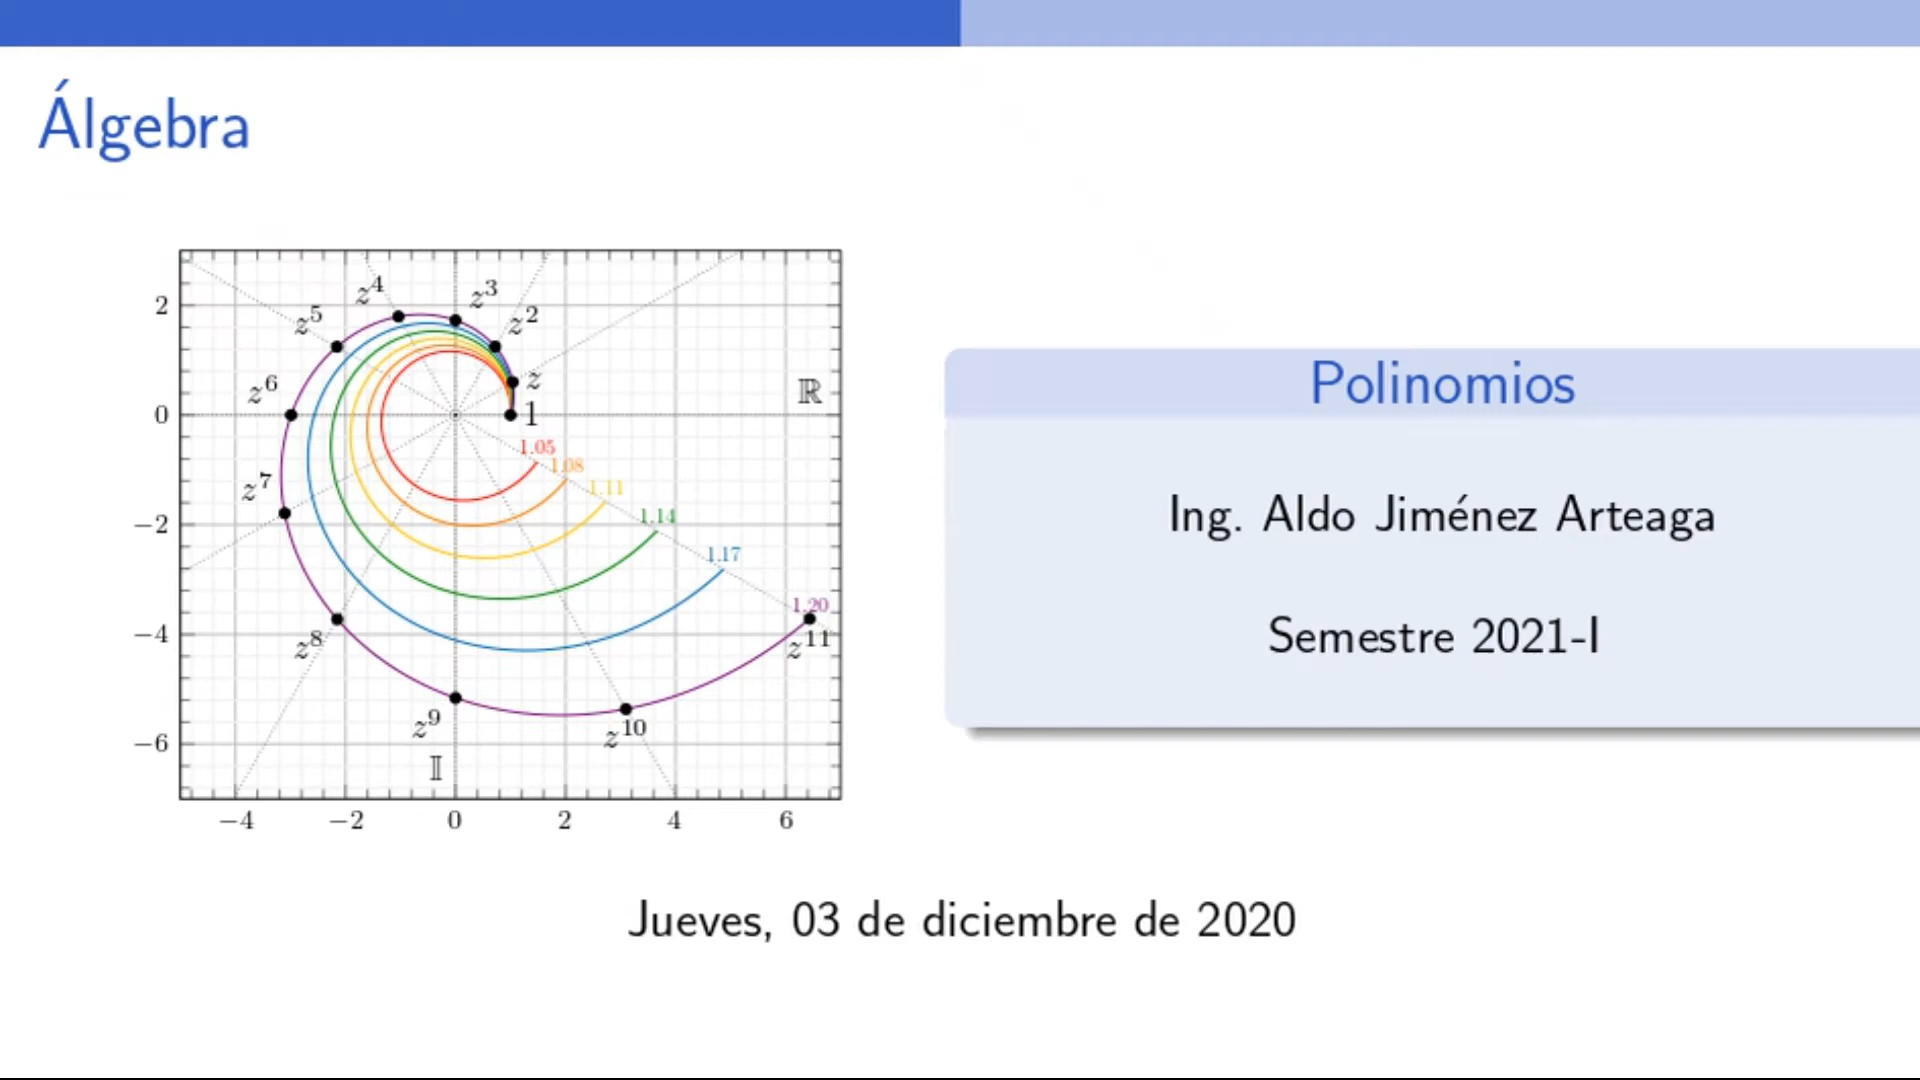 Álgebra
z⁴
z³
2
z⁵
z²
z⁶
z
ℝ
0
1
1.05
1.08
z⁷
1.11
1.14
−2
1.17
1.20
−4
z⁸
z¹¹
z⁹
z¹⁰
−6
𝕀
−4 −2 0 2 4 6
Polinomios
Ing. Aldo Jiménez Arteaga
Semestre 2021-I
Jueves, 03 de diciembre de 2020